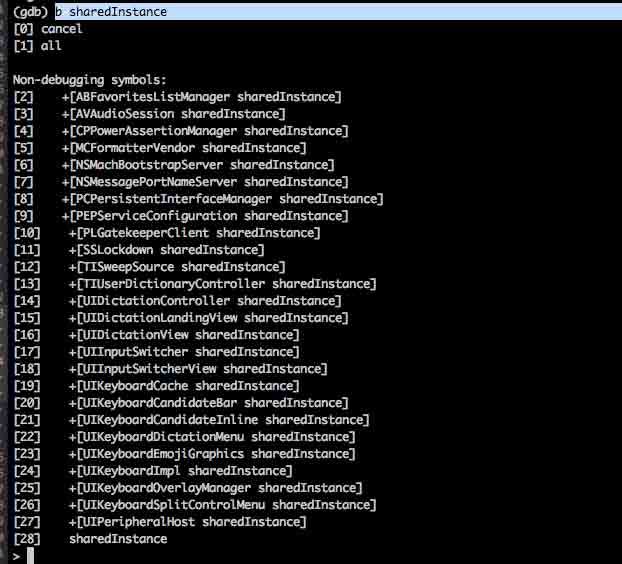 (gdb) b sharedInstance
[0] cancel
[1] all
Non-debugging symbols:
[2] +[ABFavoritesListManager sharedInstance]
[3] +[AVAudioSession sharedInstance]
[4] +[CPPowerAssertionManager sharedInstance]
[5] +[MCFormatterVendor sharedInstance]
[6] +[NSMachBootstrapServer sharedInstance]
[7] +[NSMessagePortNameServer sharedInstance]
[8] +[PCPersistentInterfaceManager sharedInstance]
[9] +[PEPServiceConfiguration sharedInstance]
[10] +[PLGatekeeperClient sharedInstance]
[11] +[SSLockdown sharedInstance]
[12] +[TISweepSource sharedInstance]
[13] +[TIUserDictionaryController sharedInstance]
[14] +[UIDictationController sharedInstance]
[15] +[UIDictationLandingView sharedInstance]
[16] +[UIDictationView sharedInstance]
[17] +[UIInputSwitcher sharedInstance]
[18] +[UIInputSwitcherView sharedInstance]
[19] +[UIKeyboardCache sharedInstance]
[20] +[UIKeyboardCandidateBar sharedInstance]
[21] +[UIKeyboardCandidateInline sharedInstance]
[22] +[UIKeyboardDictationMenu sharedInstance]
[23] +[UIKeyboardEmojiGraphics sharedInstance]
[24] +[UIKeyboardImpl sharedInstance]
[25] +[UIKeyboardOverlayManager sharedInstance]
[26] +[UIKeyboardSplitControlMenu sharedInstance]
[27] +[UIPeripheralHost sharedInstance]
[28] sharedInstance
>